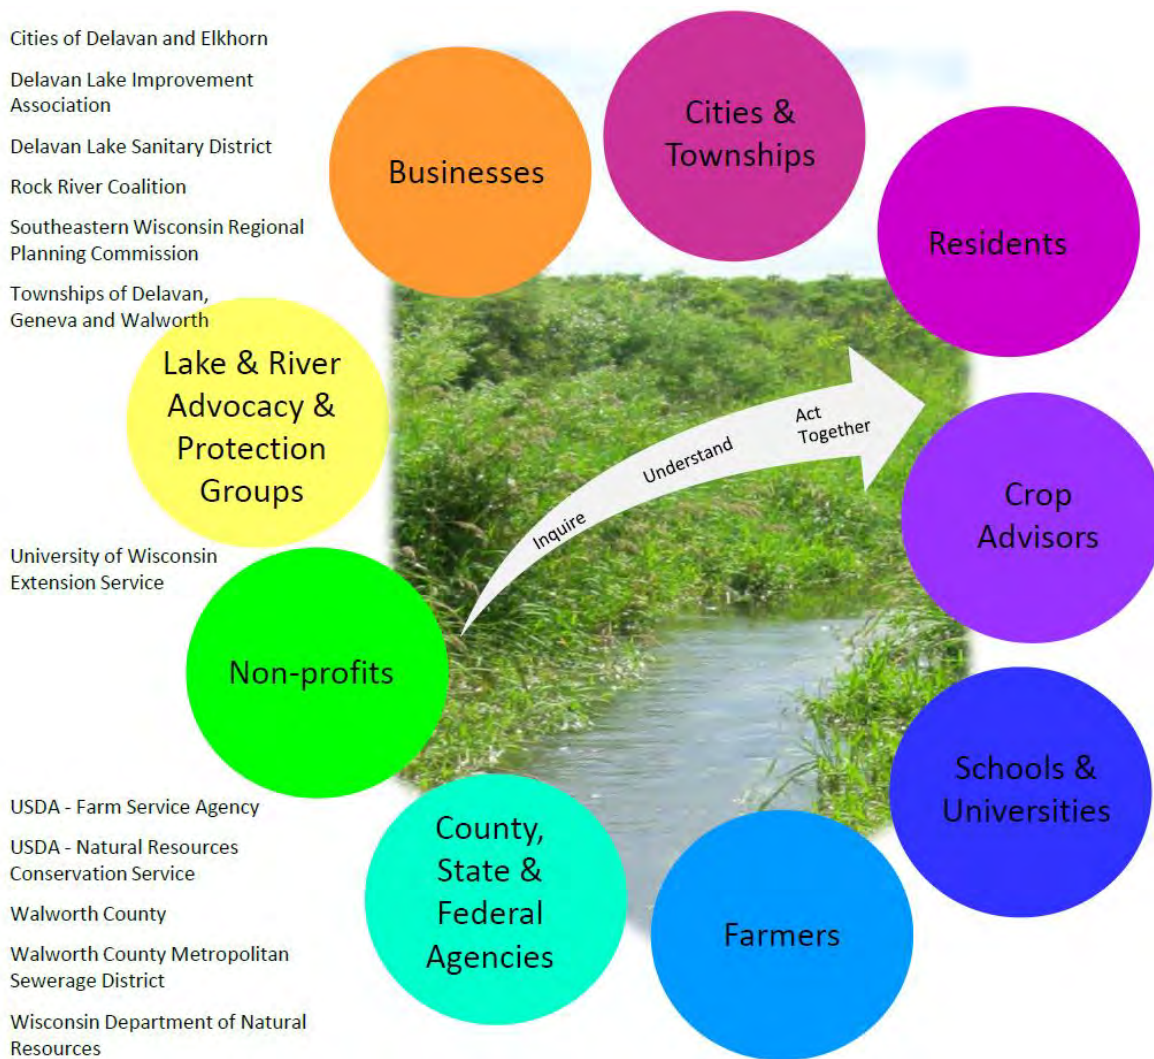 Cities of Delavan and Elkhorn
Delavan Lake Improvement
Association
Delavan Lake Sanitary District
Rock River Coalition
Southeastern Wisconsin Regional
Planning Commission
Townships of Delavan,
Geneva and Walworth
University of Wisconsin
Extension Service
USDA - Farm Service Agency
USDA - Natural Resources
Conservation Service
Walworth County
Walworth County Metropolitan
Sewerage District
Wisconsin Department of Natural
Resources
Businesses
Cities &
Townships
Residents
Lake & River
Advocacy &
Protection
Groups
Inquire
Understand
Act
Together
Crop
Advisors
Non-profits
Schools &
Universities
County,
State &
Federal
Agencies
Farmers